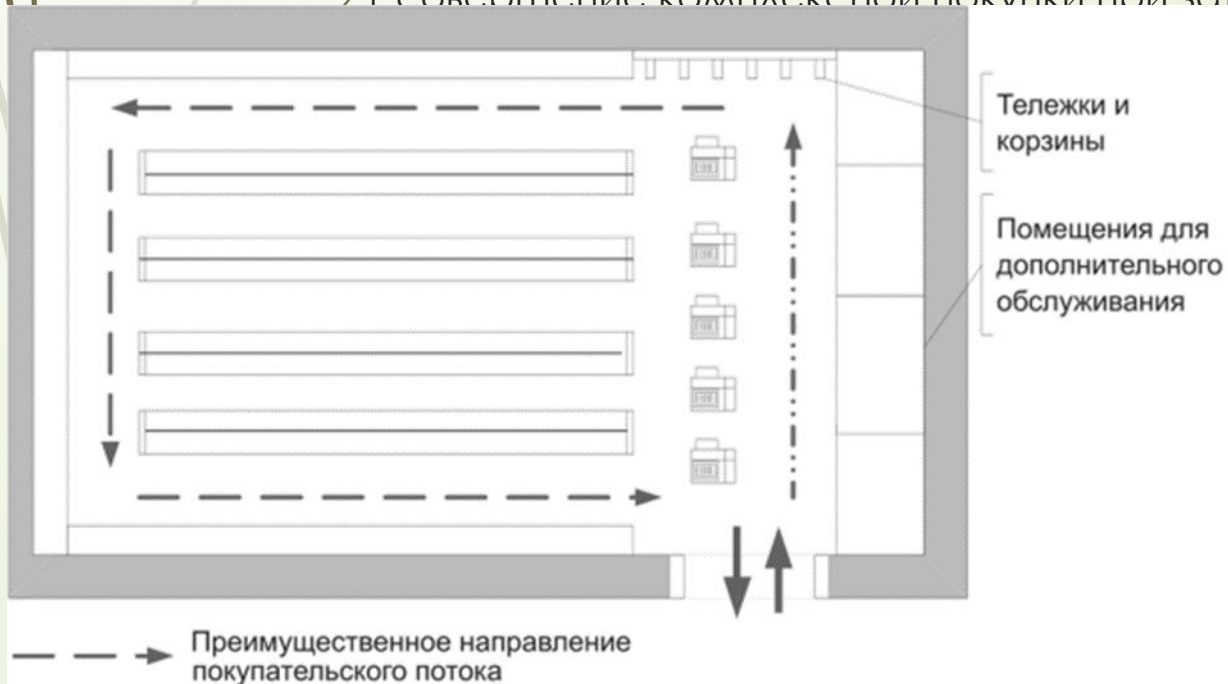 Тележки и
корзины
Помещения для
дополнительного
обслуживания
Преимущественное направление
покупательского потока